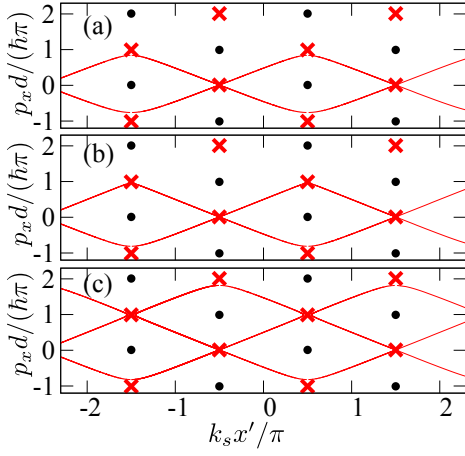 (a)
2
1
0
-1
p_x d/(ħπ)
(b)
2
1
0
-1
p_x d/(ħπ)
(c)
2
1
0
-1
p_x d/(ħπ)
-2 -1 0 1 2
k_s x′/π